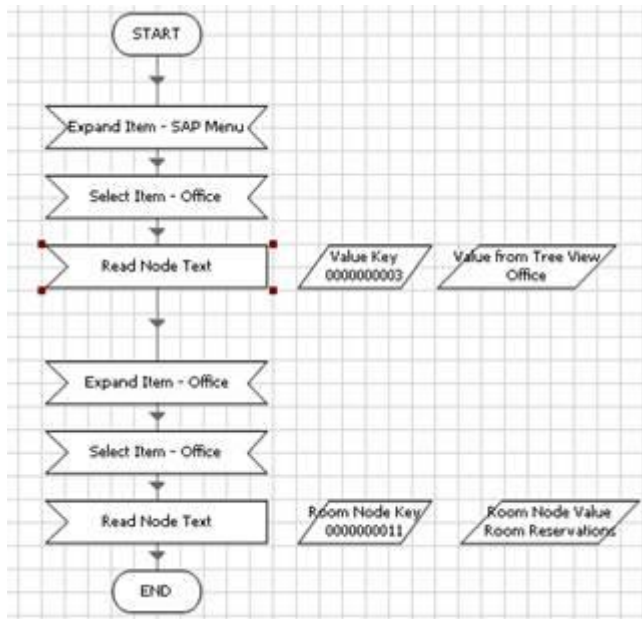 START
Expand Item - SAP Menu
Select Item - Office
Read Node Text
Value Key
0000000003
Value from Tree View
Office
Expand Item - Office
Select Item - Office
Read Node Text
Room Node Key
0000000011
Room Node Value
Room Reservations
END